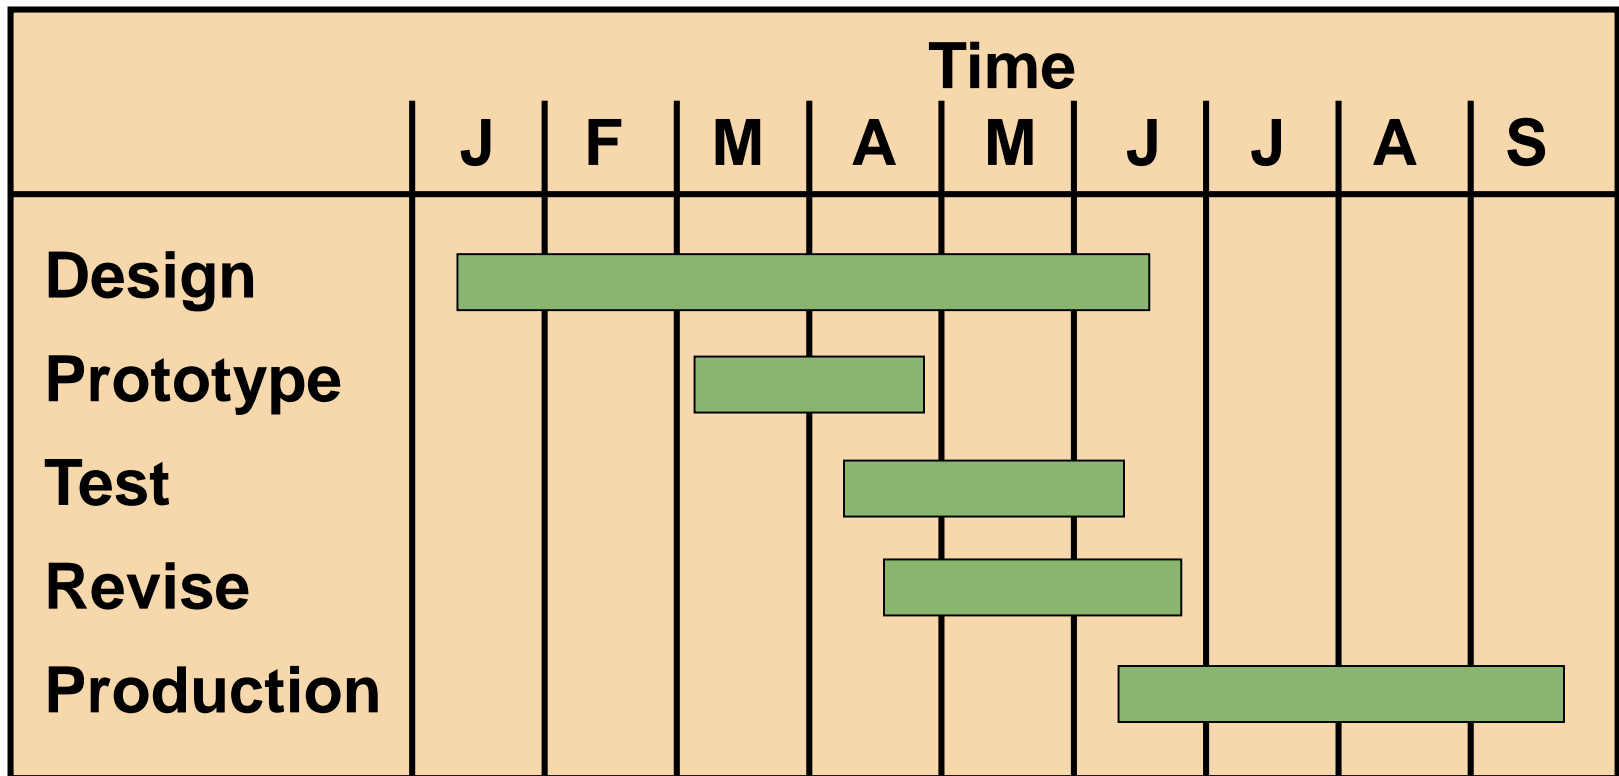 Time
J F M A M J J A S
Design
Prototype
Test
Revise
Production